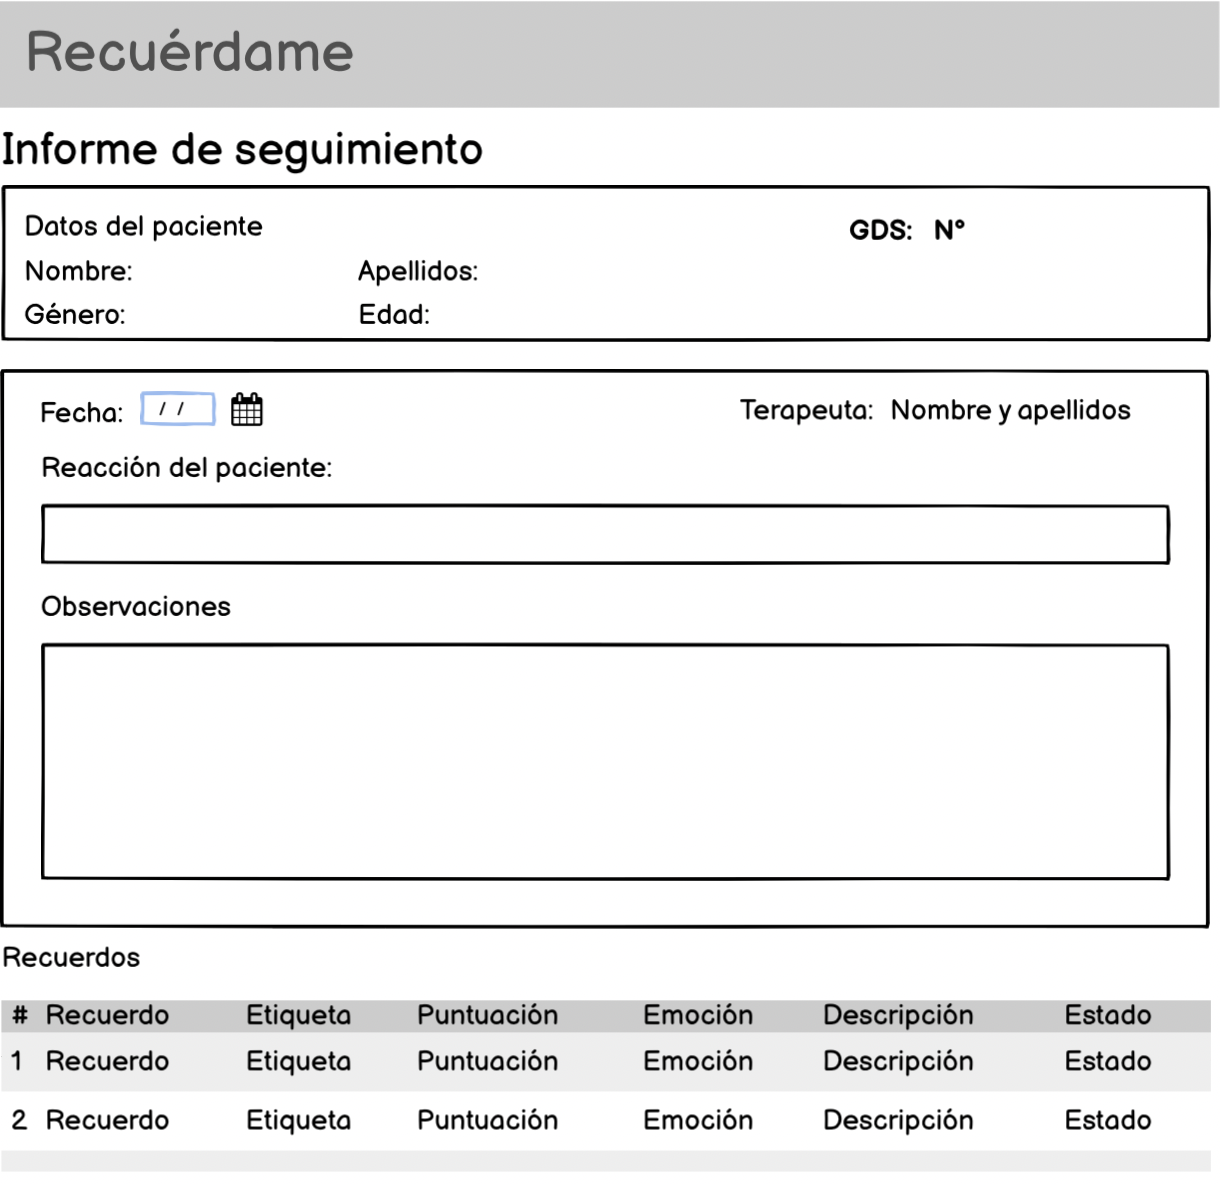 Recuérdame
Informe de seguimiento
Datos del paciente
GDS: N°
Nombre: Apellidos:
Género: Edad:
Fecha: / / Terapeuta: Nombre y apellidos
Reacción del paciente:
Observaciones
Recuerdos
# Recuerdo Etiqueta Puntuación Emoción Descripción Estado
1 Recuerdo Etiqueta Puntuación Emoción Descripción Estado
2 Recuerdo Etiqueta Puntuación Emoción Descripción Estado